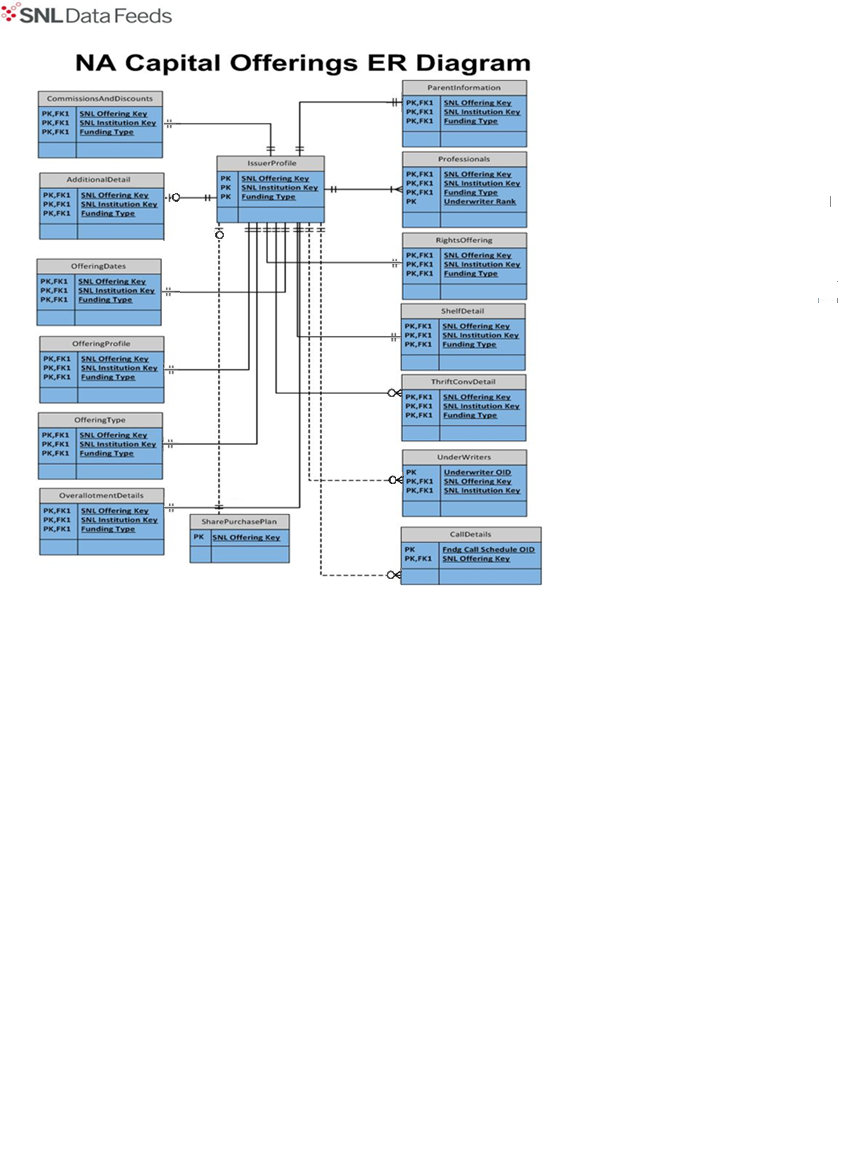 SNL Data Feeds
NA Capital Offerings ER Diagram
CommissionsAndDiscounts
PK,FK1 SNL Offering Key
PK,FK1 SNL Institution Key
PK,FK1 Funding Type
AdditionalDetail
PK,FK1 SNL Offering Key
PK,FK1 SNL Institution Key
PK,FK1 Funding Type
OfferingDates
PK,FK1 SNL Offering Key
PK,FK1 SNL Institution Key
PK,FK1 Funding Type
OfferingProfile
PK,FK1 SNL Offering Key
PK,FK1 SNL Institution Key
PK,FK1 Funding Type
OfferingType
PK,FK1 SNL Offering Key
PK,FK1 SNL Institution Key
PK,FK1 Funding Type
OverallotmentDetails
PK,FK1 SNL Offering Key
PK,FK1 SNL Institution Key
PK,FK1 Funding Type
IssuerProfile
PK SNL Offering Key
PK SNL Institution Key
PK Funding Type
SharePurchasePlan
PK SNL Offering Key
ParentInformation
PK,FK1 SNL Offering Key
PK,FK1 SNL Institution Key
PK,FK1 Funding Type
Professionals
PK,FK1 SNL Offering Key
PK,FK1 SNL Institution Key
PK,FK1 Funding Type
PK Underwriter Rank
RightsOffering
PK,FK1 SNL Offering Key
PK,FK1 SNL Institution Key
PK,FK1 Funding Type
ShelfDetail
PK,FK1 SNL Offering Key
PK,FK1 SNL Institution Key
PK,FK1 Funding Type
ThriftConvDetail
PK,FK1 SNL Offering Key
PK,FK1 SNL Institution Key
PK,FK1 Funding Type
UnderWriters
PK Underwriter OID
PK,FK1 SNL Offering Key
PK,FK1 SNL Institution Key
CallDetails
PK Fndg Call Schedule OID
PK,FK1 SNL Offering Key